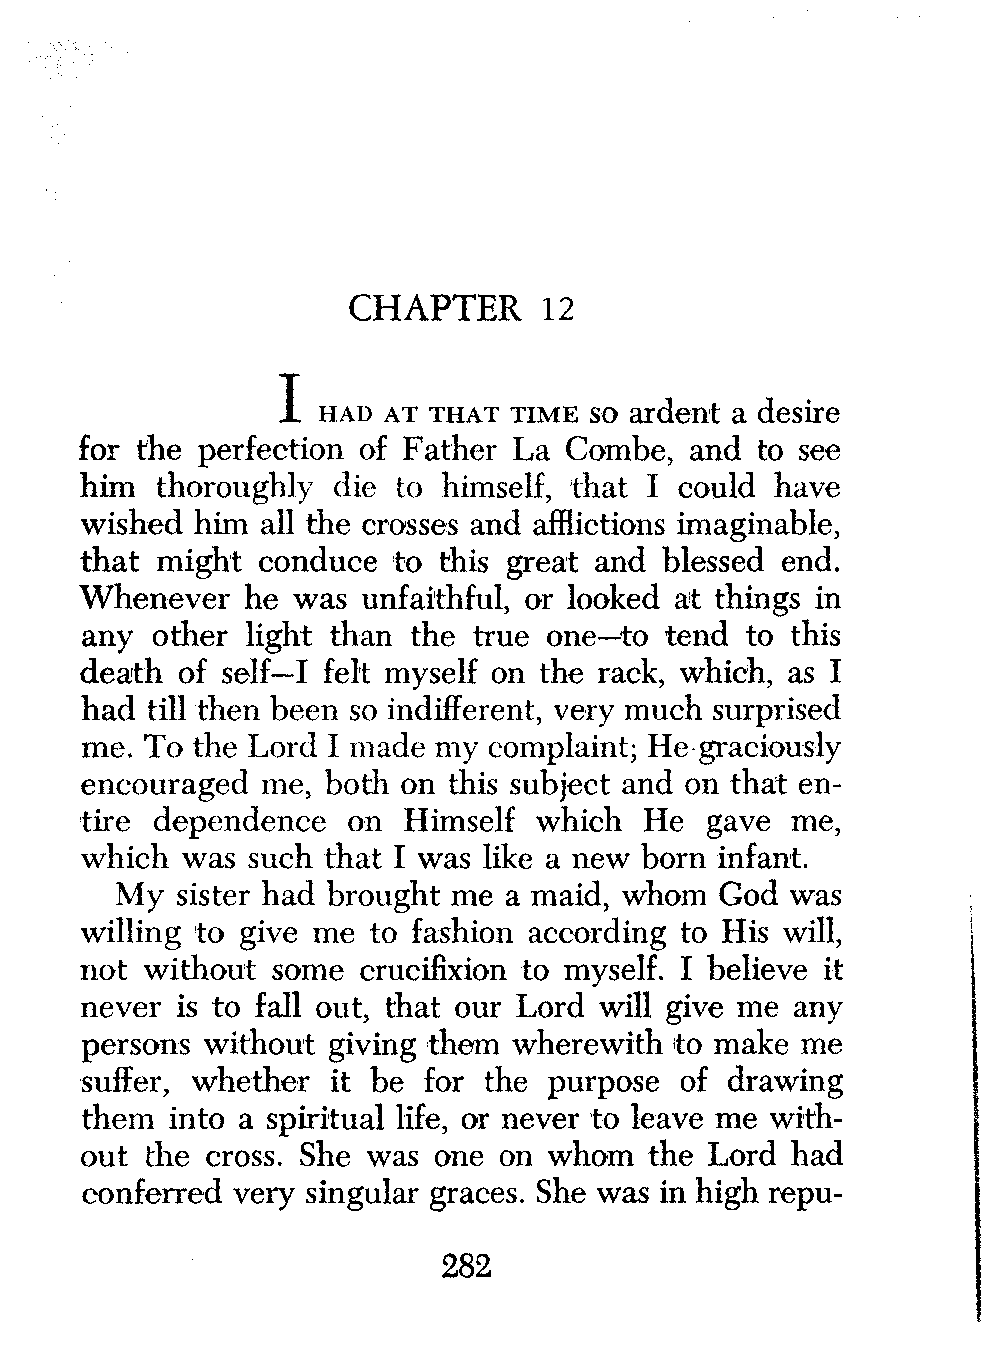 CHAPTER 12
I HAD AT THAT TIME so ardent a desire
for the perfection of Father La Combe, and to see
him thoroughly die to himself, that I could have
wished him all the crosses and afflictions imaginable,
that might conduce to this great and blessed end.
Whenever he was unfaithful, or looked at things in
any other light than the true one—to tend to this
death of self—I felt myself on the rack, which, as I
had till then been so indifferent, very much surprised
me. To the Lord I made my complaint; He graciously
encouraged me, both on this subject and on that en-
tire dependence on Himself which He gave me,
which was such that I was like a new born infant.
My sister had brought me a maid, whom God was
willing to give me to fashion according to His will,
not without some crucifixion to myself. I believe it
never is to fall out, that our Lord will give me any
persons without giving them wherewith to make me
suffer, whether it be for the purpose of drawing
them into a spiritual life, or never to leave me with-
out the cross. She was one on whom the Lord had
conferred very singular graces. She was in high repu-
282